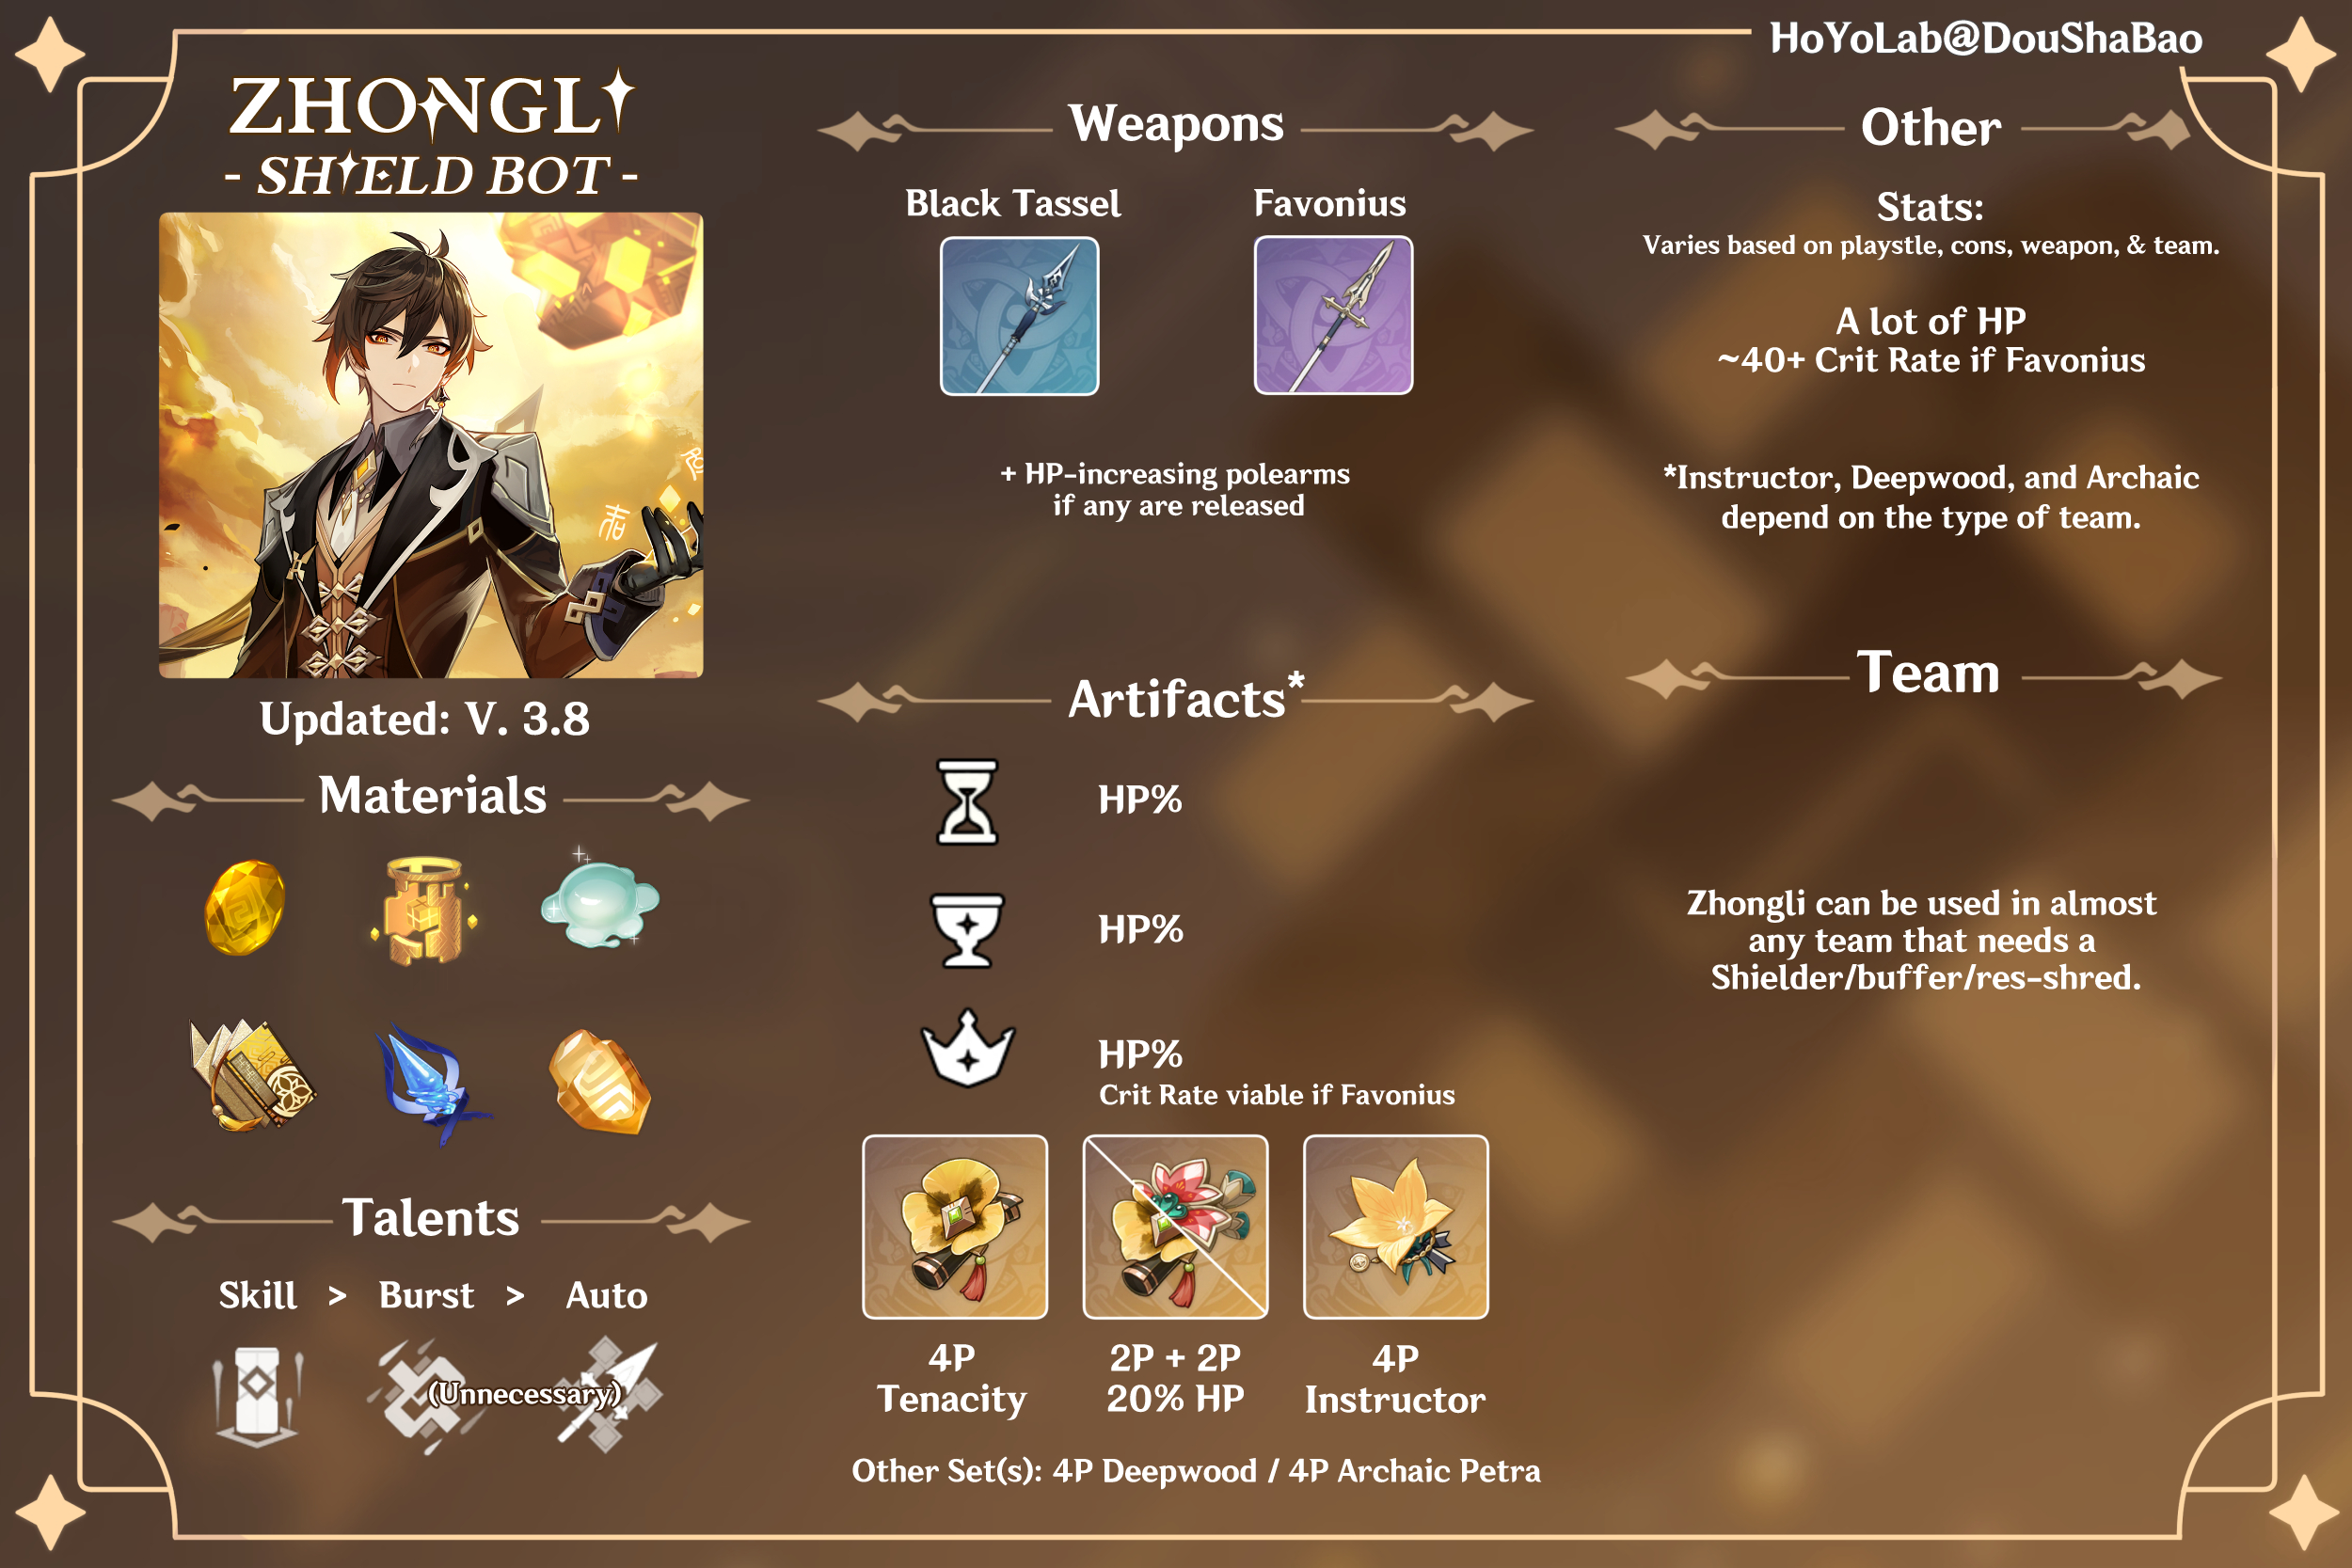 HoYoLab@DouShaBao
ZHONGLI
- SHIELD BOT -
Updated: V. 3.8
Materials
Talents
Skill > Burst > Auto
(Unnecessary)
Weapons
Black Tassel
Favonius
+ HP-increasing polearms
if any are released
Artifacts*
HP%
HP%
HP%
Crit Rate viable if Favonius
4P
Tenacity
2P + 2P
20% HP
4P
Instructor
Other Set(s): 4P Deepwood / 4P Archaic Petra
Other
Stats:
Varies based on playstle, cons, weapon, & team.
A lot of HP
~40+ Crit Rate if Favonius
*Instructor, Deepwood, and Archaic
depend on the type of team.
Team
Zhongli can be used in almost
any team that needs a
Shielder/buffer/res-shred.